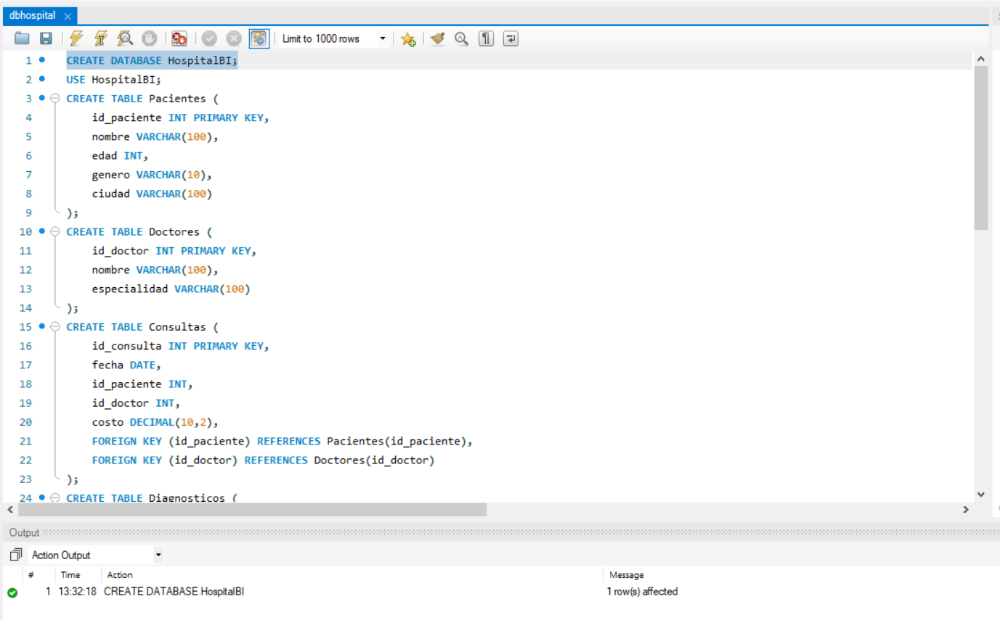 dbhospital
Limit to 1000 rows
1 CREATE DATABASE HospitalBI;
2 USE HospitalBI;
3 CREATE TABLE Pacientes (
4 id_paciente INT PRIMARY KEY,
5 nombre VARCHAR(100),
6 edad INT,
7 genero VARCHAR(10),
8 ciudad VARCHAR(100)
9 );
10 CREATE TABLE Doctores (
11 id_doctor INT PRIMARY KEY,
12 nombre VARCHAR(100),
13 especialidad VARCHAR(100)
14 );
15 CREATE TABLE Consultas (
16 id_consulta INT PRIMARY KEY,
17 fecha DATE,
18 id_paciente INT,
19 id_doctor INT,
20 costo DECIMAL(10,2),
21 FOREIGN KEY (id_paciente) REFERENCES Pacientes(id_paciente),
22 FOREIGN KEY (id_doctor) REFERENCES Doctores(id_doctor)
23 );
24 CREATE TABLE Diagnosticos (
Output
Action Output
# Time Action Message
1 13:32:18 CREATE DATABASE HospitalBI 1 row(s) affected